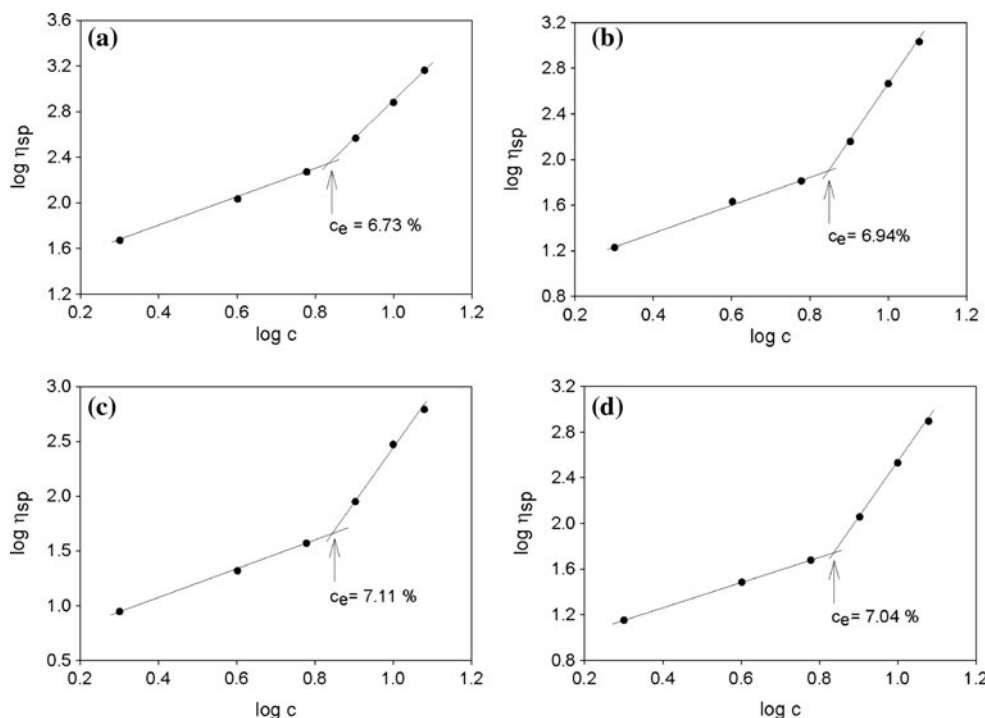 (a)
3.6
3.2
2.8
2.4
2.0
1.6
1.2
log ηsp
ce = 6.73 %
0.2 0.4 0.6 0.8 1.0 1.2
log c
(b)
3.2
2.8
2.4
2.0
1.6
1.2
0.8
log ηsp
ce= 6.94%
0.2 0.4 0.6 0.8 1.0 1.2
log c
(c)
3.0
2.5
2.0
1.5
1.0
0.5
log ηsp
ce= 7.11 %
0.2 0.4 0.6 0.8 1.0 1.2
log c
(d)
3.2
2.8
2.4
2.0
1.6
1.2
0.8
log ηsp
ce= 7.04 %
0.2 0.4 0.6 0.8 1.0 1.2
log c